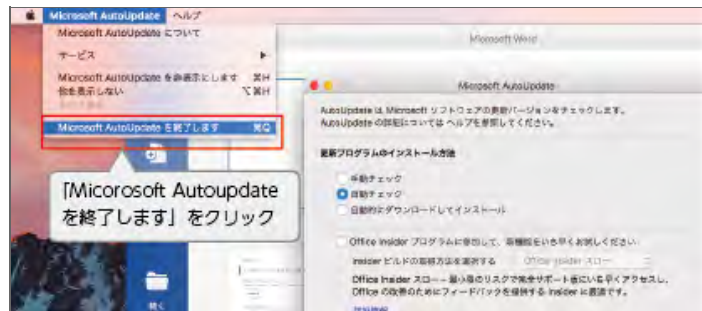 Microsoft AutoUpdate ヘルプ
Microsoft AutoUpdate について
サービス
Microsoft AutoUpdate を非表示にします ⌘H
他を表示しない ⌥⌘H
Microsoft AutoUpdate を終了します ⌘Q
「Micorosoft Autoupdate
を終了します」をクリック
開く
Microsoft Word
Microsoft AutoUpdate
AutoUpdate は Microsoft ソフトウェアの更新バージョンをチェックします。
AutoUpdate の詳細については ヘルプを参照してください。
更新プログラムのインストール方法
手動チェック
自動チェック
自動的にダウンロードしてインストール
Office Insider プログラムに参加して、新機能をいち早くお試しください
Insider ビルドの取得方法を選択する Office Insider スロー
Office Insider スロー - 最小限のリスクで完全サポート版にいち早くアクセスし、
Office の改善のためにフィードバックを提供する Insider に最適です。